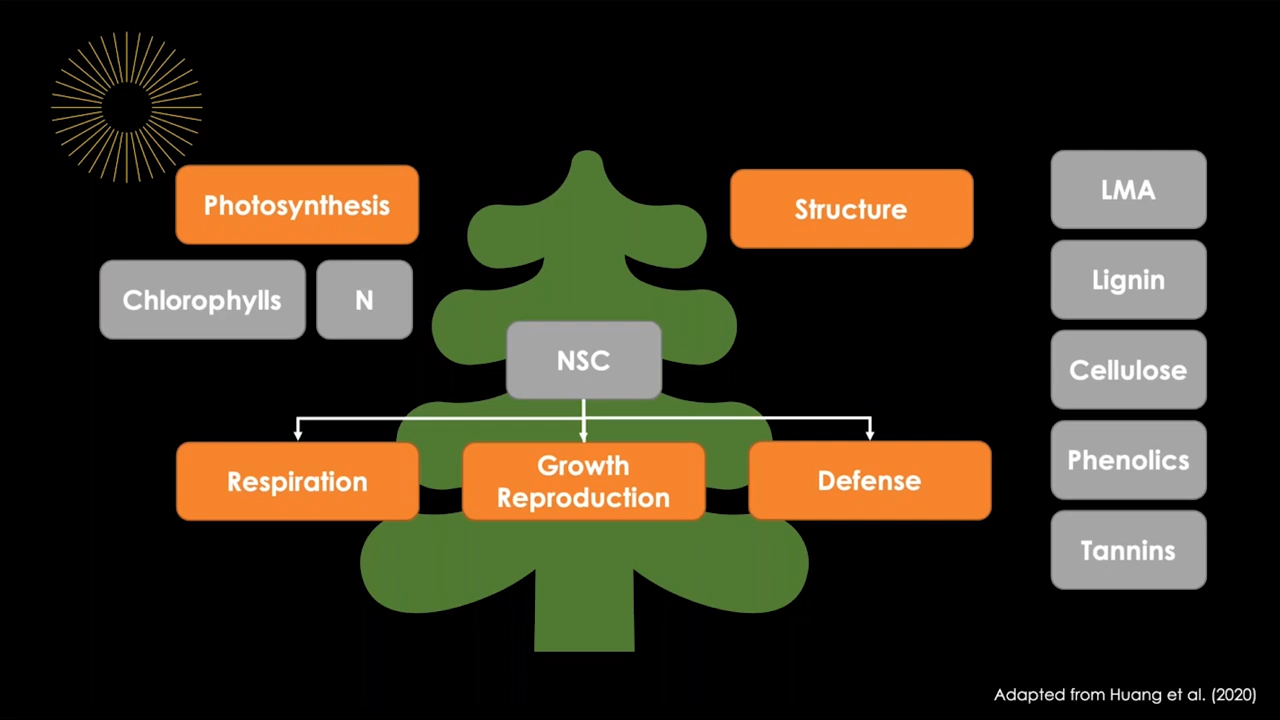 Photosynthesis
Structure
LMA
Chlorophylls
N
Lignin
NSC
Cellulose
Respiration
Growth
Reproduction
Defense
Phenolics
Tannins
Adapted from Huang et al. (2020)